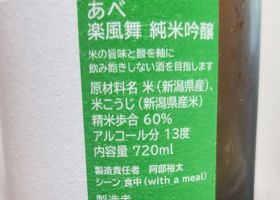 あべ
楽風舞 純米吟醸
米の旨味と酸を軸に
飲み飽きしない酒を目指します
原材料名 米(新潟県産)、
米こうじ(新潟県産米)
精米歩合 60%
アルコール分 13度
内容量 720ml
製造責任者 阿部裕太
シーン 食中(with a meal)
製造者